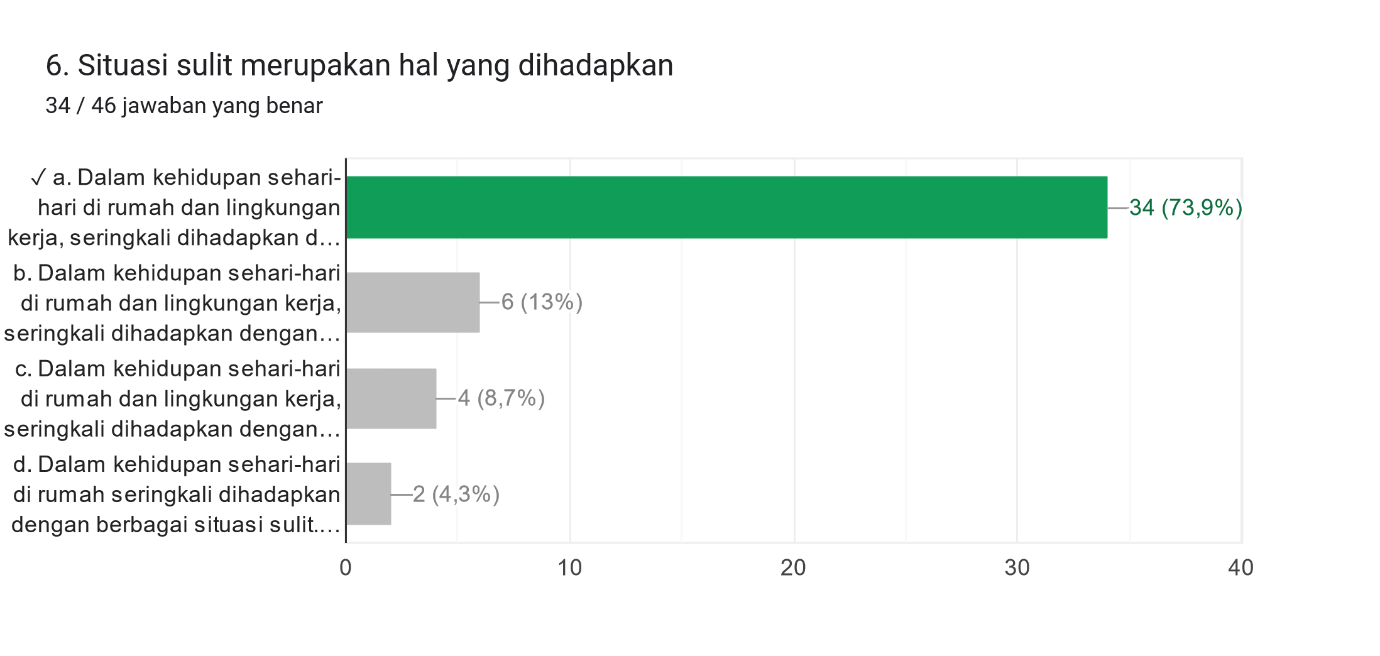 6. Situasi sulit merupakan hal yang dihadapkan
34 / 46 jawaban yang benar
✓ a. Dalam kehidupan sehari-
hari di rumah dan lingkungan
kerja, seringkali dihadapkan d…
34 (73,9%)
b. Dalam kehidupan sehari-hari
di rumah dan lingkungan kerja,
seringkali dihadapkan dengan…
6 (13%)
c. Dalam kehidupan sehari-hari
di rumah dan lingkungan kerja,
seringkali dihadapkan dengan…
4 (8,7%)
d. Dalam kehidupan sehari-hari
di rumah seringkali dihadapkan
dengan berbagai situasi sulit.…
2 (4,3%)
0 10 20 30 40